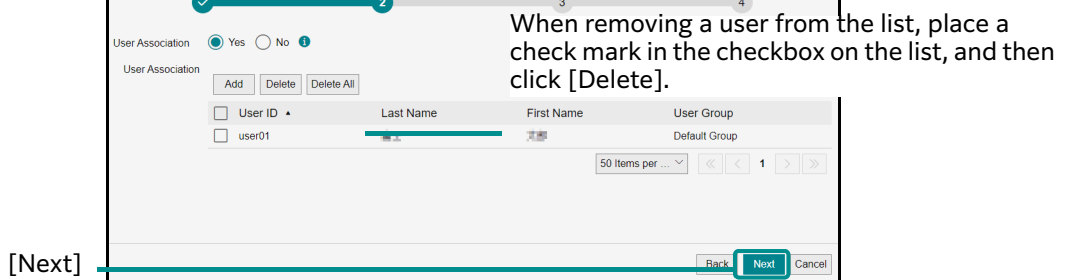 2
3
4
When removing a user from the list, place a
check mark in the checkbox on the list, and then
click [Delete].
User Association Yes No
User Association
Add Delete Delete All
User ID Last Name First Name User Group
user01 Default Group
50 Items per ... 1
[Next]
Back Next Cancel